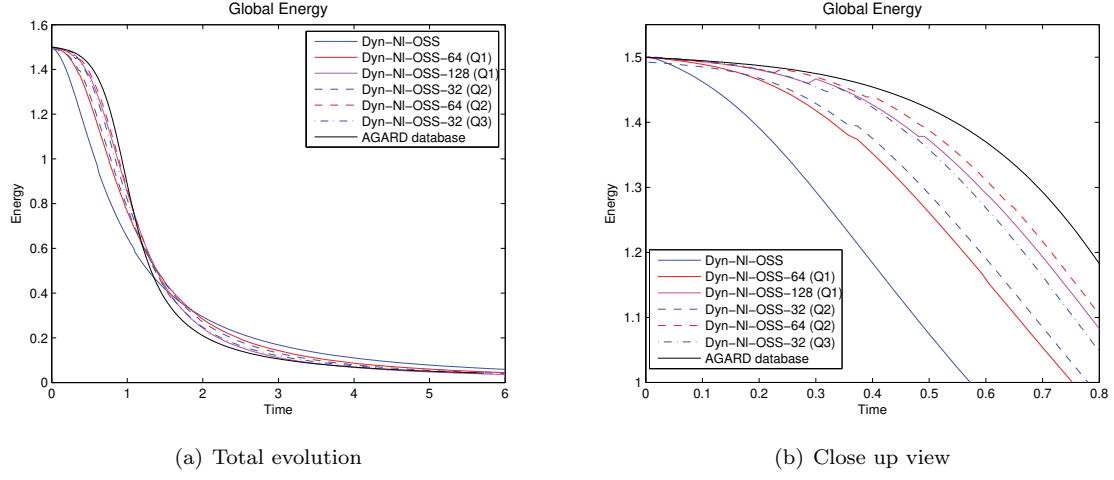 Global Energy
1.6
1.4
1.2
1
0.8
0.6
0.4
0.2
0
Energy
0 1 2 3 4 5 6
Time
Dyn−Nl−OSS
Dyn−Nl−OSS−64 (Q1)
Dyn−Nl−OSS−128 (Q1)
Dyn−Nl−OSS−32 (Q2)
Dyn−Nl−OSS−64 (Q2)
Dyn−Nl−OSS−32 (Q3)
AGARD database
(a) Total evolution
Global Energy
1.5
1.4
1.3
1.2
1.1
1
Energy
0 0.1 0.2 0.3 0.4 0.5 0.6 0.7 0.8
Time
Dyn−Nl−OSS
Dyn−Nl−OSS−64 (Q1)
Dyn−Nl−OSS−128 (Q1)
Dyn−Nl−OSS−32 (Q2)
Dyn−Nl−OSS−64 (Q2)
Dyn−Nl−OSS−32 (Q3)
AGARD database
(b) Close up view